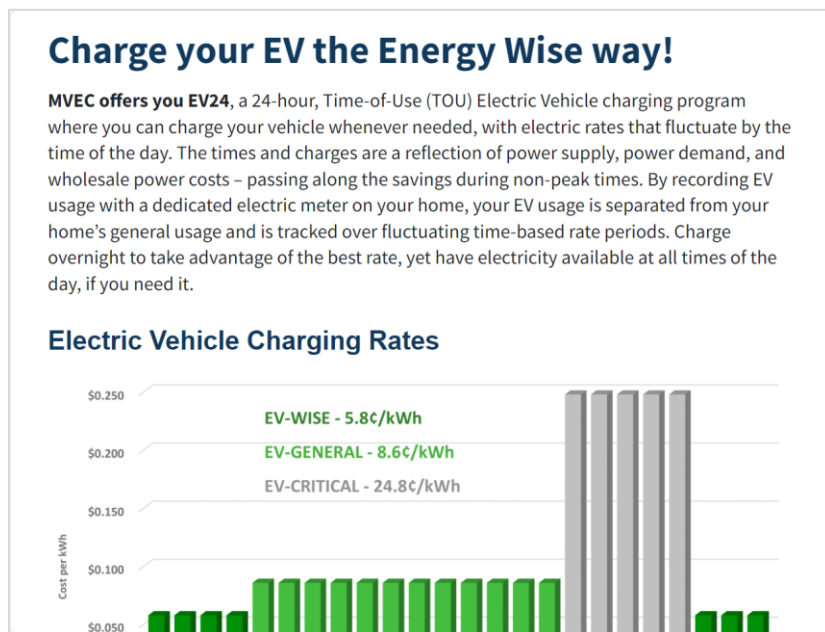 Charge your EV the Energy Wise way!
MVEC offers you EV24, a 24-hour, Time-of-Use (TOU) Electric Vehicle charging program
where you can charge your vehicle whenever needed, with electric rates that fluctuate by the
time of the day. The times and charges are a reflection of power supply, power demand, and
wholesale power costs – passing along the savings during non-peak times. By recording EV
usage with a dedicated electric meter on your home, your EV usage is separated from your
home's general usage and is tracked over fluctuating time-based rate periods. Charge
overnight to take advantage of the best rate, yet have electricity available at all times of the
day, if you need it.
Electric Vehicle Charging Rates
$0.250
EV-WISE - 5.8¢/kWh
$0.200
EV-GENERAL - 8.6¢/kWh
EV-CRITICAL - 24.8¢/kWh
$0.150
$0.100
Cost per kWh
$0.050